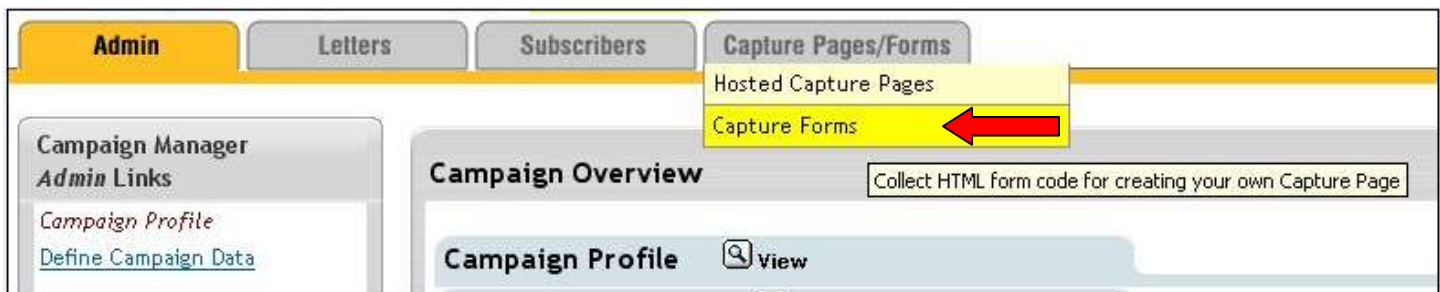 Admin
Letters
Subscribers
Capture Pages/Forms
Hosted Capture Pages
Capture Forms
Campaign Manager
Admin Links
Campaign Overview
Collect HTML form code for creating your own Capture Page
Campaign Profile
Define Campaign Data
Campaign Profile
View